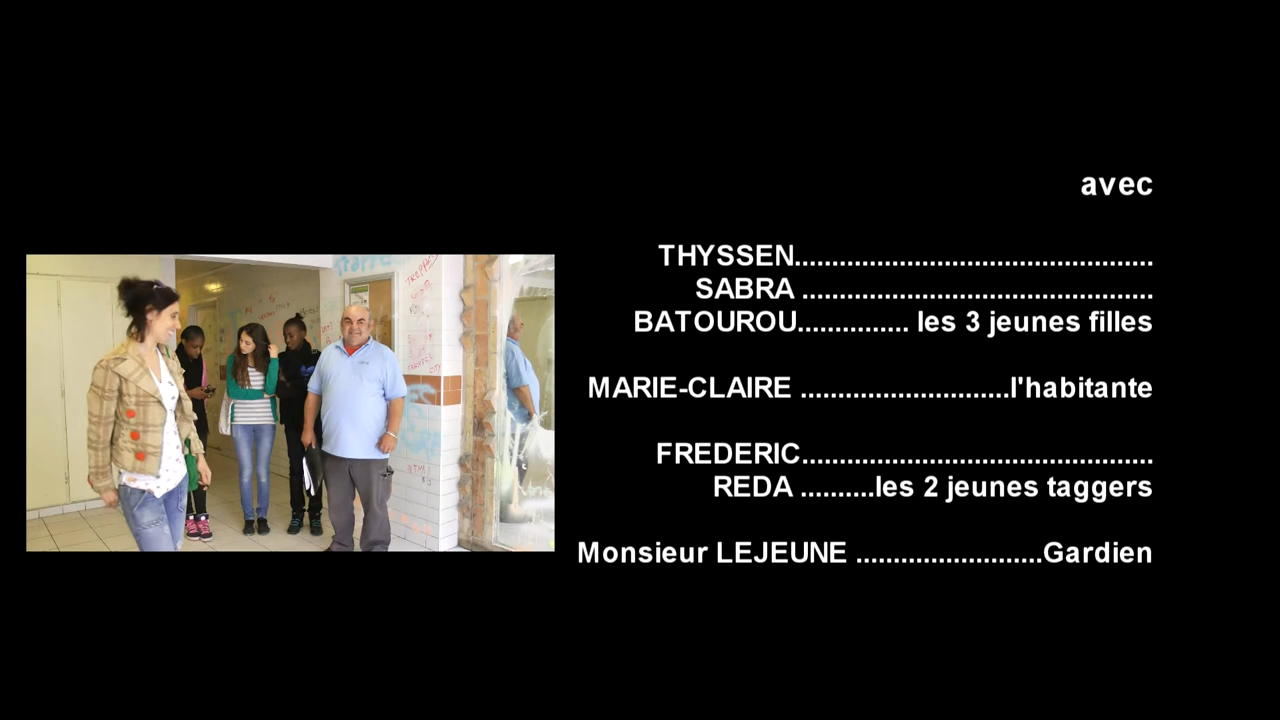 avec
THYSSEN................................................
SABRA ...............................................
BATOUROU............... les 3 jeunes filles
MARIE-CLAIRE ............................l'habitante
FREDERIC...............................................
REDA ..........les 2 jeunes taggers
Monsieur LEJEUNE .........................Gardien